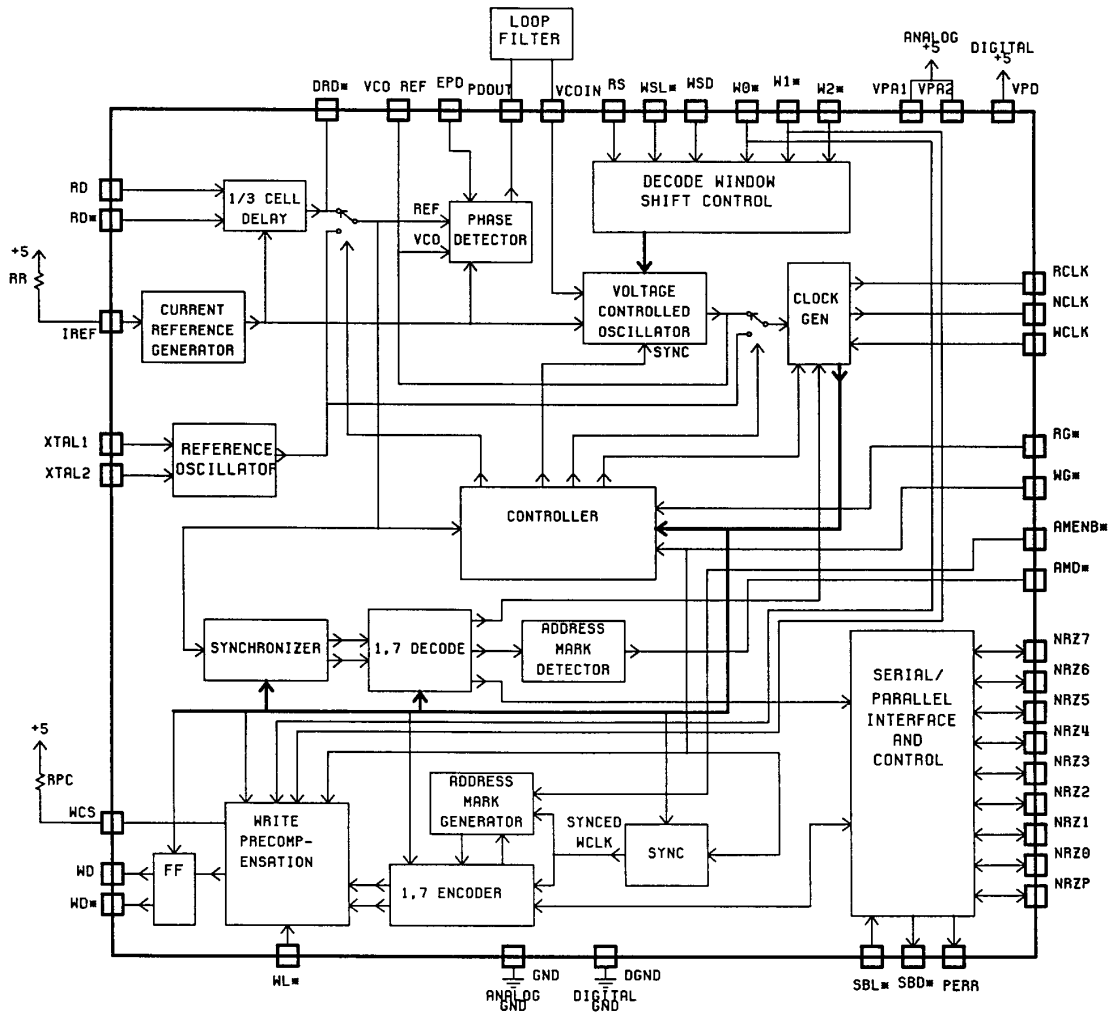 LOOP
FILTER
ANALOG
+5
DIGITAL
+5
DRD*
VCO REF
EPD
PDOUT
VCOIN
RS
WSL*
WSD
W0*
W1*
W2*
VPA1
VPA2
VPD
RD
RD*
1/3 CELL
DELAY
REF
VCO
PHASE
DETECTOR
DECODE WINDOW
SHIFT CONTROL
+5
RR
IREF
CURRENT
REFERENCE
GENERATOR
VOLTAGE
CONTROLLED
OSCILLATOR
SYNC
CLOCK
GEN
RCLK
NCLK
WCLK
XTAL1
XTAL2
REFERENCE
OSCILLATOR
CONTROLLER
RG*
WG*
AMENB*
AMD*
SYNCHRONIZER
1,7 DECODE
ADDRESS
MARK
DETECTOR
SERIAL/
PARALLEL
INTERFACE
AND
CONTROL
NRZ7
NRZ6
NRZ5
NRZ4
NRZ3
NRZ2
NRZ1
NRZ0
NRZP
+5
RPC
WCS
WD
WD*
FF
WRITE
PRECOMP-
ENSATION
ADDRESS
MARK
GENERATOR
SYNCED
WCLK
SYNC
1,7 ENCODER
WL*
GND
ANALOG
GND
DGND
DIGITAL
GND
SBL*
SBD*
PERR